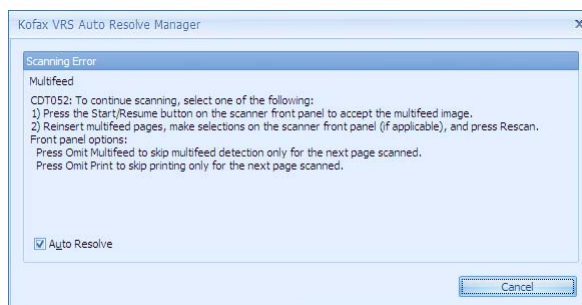 Kofax VRS Auto Resolve Manager
Scanning Error
Multifeed
CDT052: To continue scanning, select one of the following:
1) Press the Start/Resume button on the scanner front panel to accept the multifeed image.
2) Reinsert multifeed pages, make selections on the scanner front panel (if applicable), and press Rescan.
Front panel options:
Press Omit Multifeed to skip multifeed detection only for the next page scanned.
Press Omit Print to skip printing only for the next page scanned.
Auto Resolve
Cancel